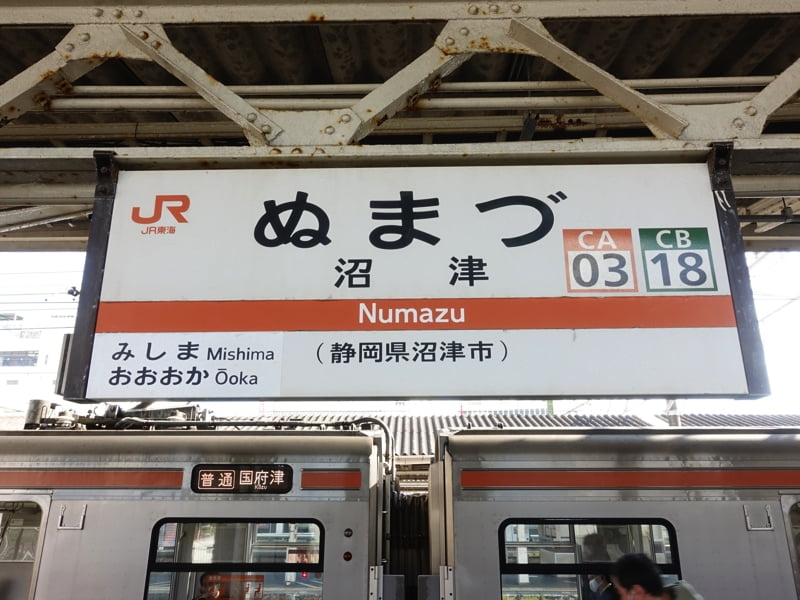 JR
JR東海
ぬまづ
沼津
CA
03
CB
18
Numazu
みしま Mishima
おおおか Ōoka
(静岡県沼津市)
普通 国府津
Kōzu